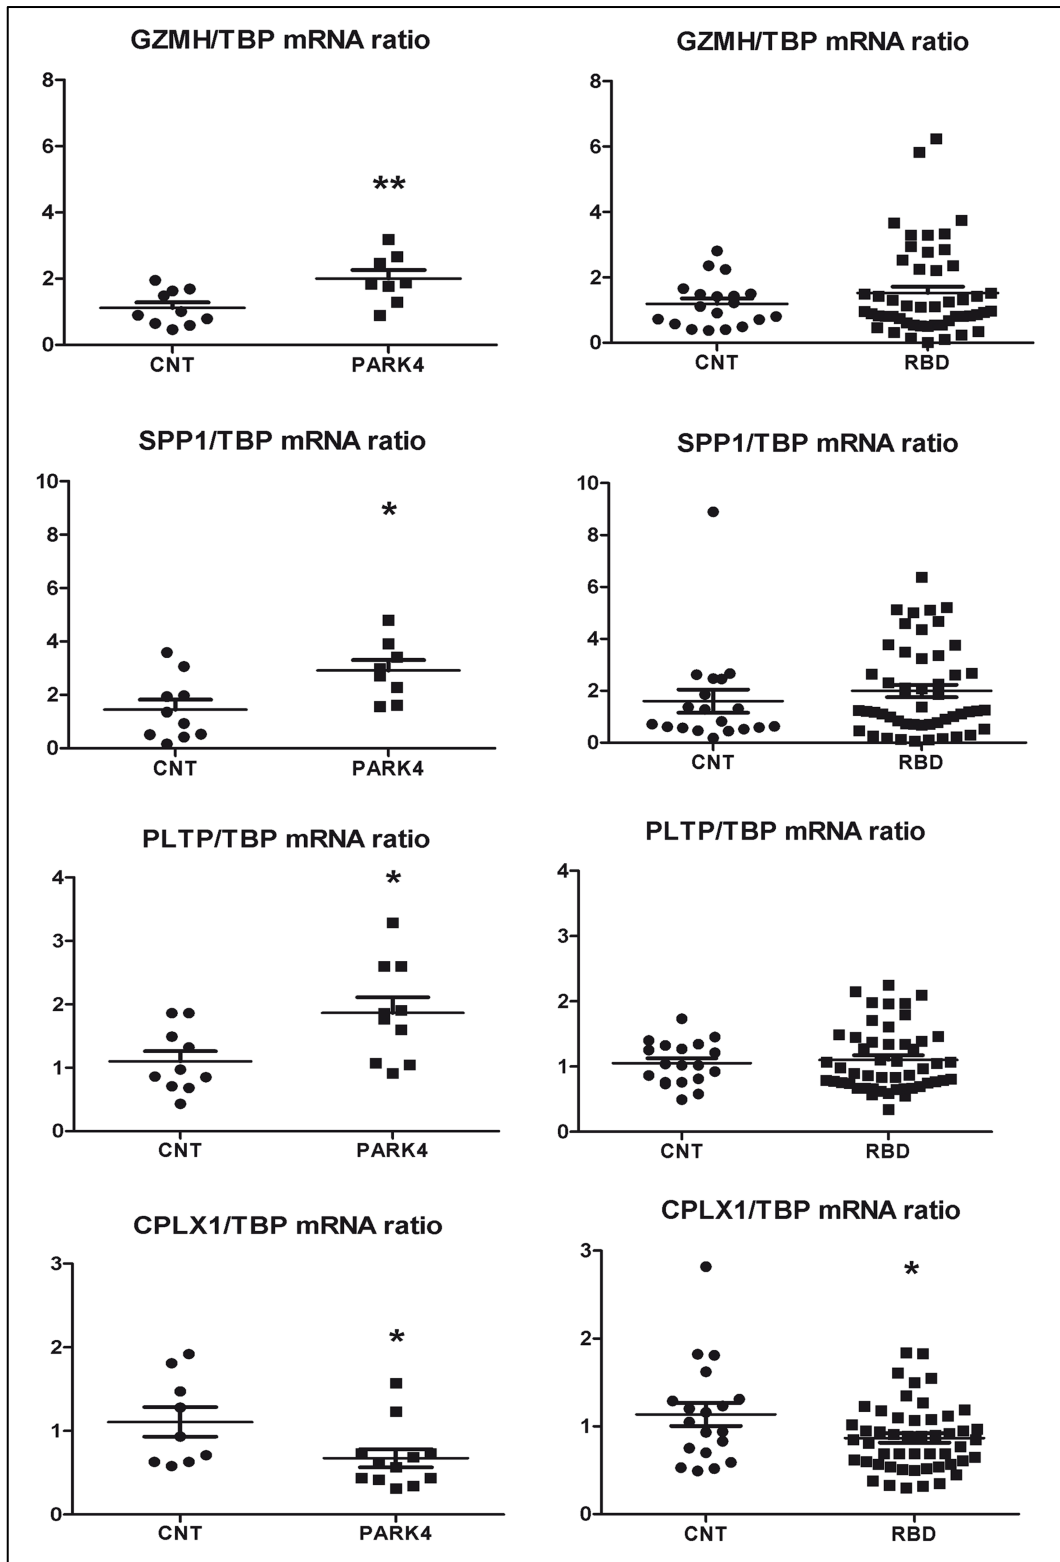 GZMH/TBP mRNA ratio
8
6
4
2
0
**
CNT
PARK4
GZMH/TBP mRNA ratio
8
6
4
2
0
CNT
RBD
SPP1/TBP mRNA ratio
10
8
6
4
2
0
*
CNT
PARK4
SPP1/TBP mRNA ratio
10
8
6
4
2
0
CNT
RBD
PLTP/TBP mRNA ratio
4
3
2
1
0
*
CNT
PARK4
PLTP/TBP mRNA ratio
4
3
2
1
0
CNT
RBD
CPLX1/TBP mRNA ratio
3
2
1
0
*
CNT
PARK4
CPLX1/TBP mRNA ratio
3
2
1
0
*
CNT
RBD